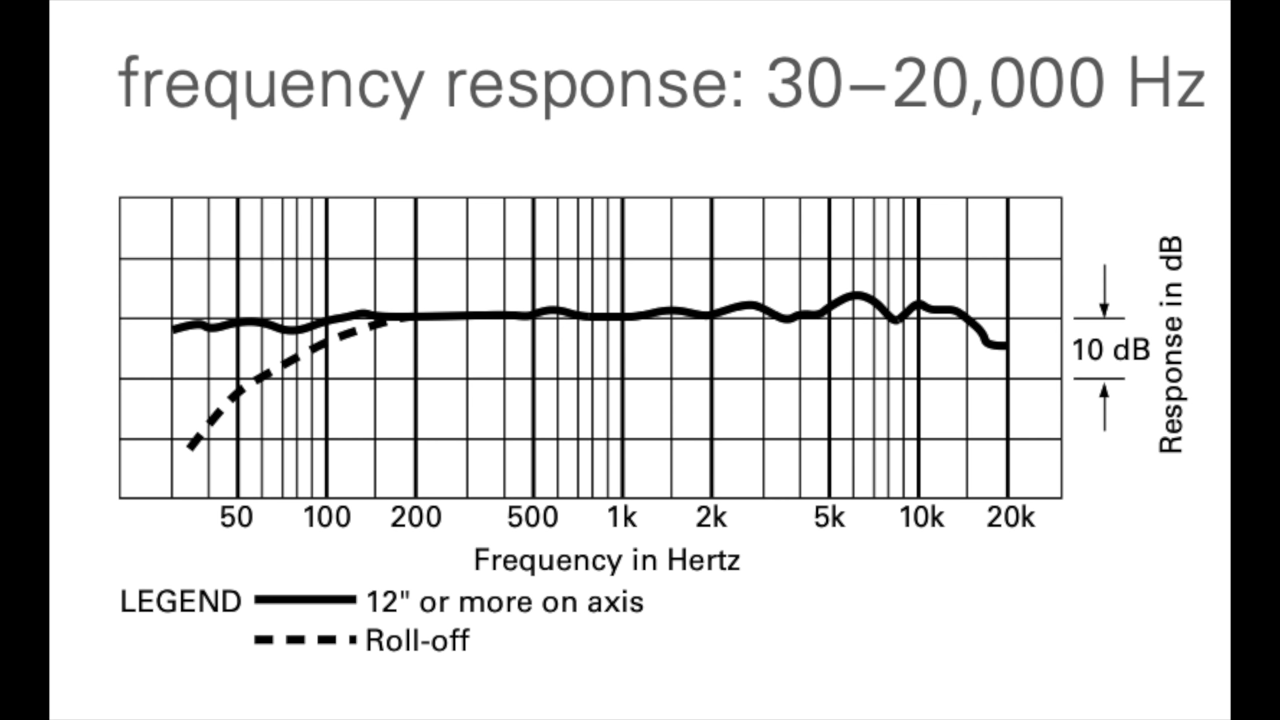 frequency response: 30–20,000 Hz
Response in dB
10 dB
50 100 200 500 1k 2k 5k 10k 20k
Frequency in Hertz
LEGEND 12" or more on axis
Roll-off